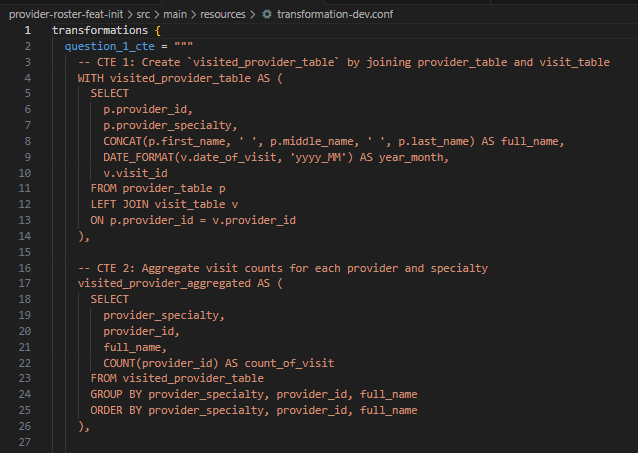 provider-roster-feat-init > src > main > resources > transformation-dev.conf
1 transformations {
2 question_1_cte = """
3 -- CTE 1: Create `visited_provider_table` by joining provider_table and visit_table
4 WITH visited_provider_table AS (
5 SELECT
6 p.provider_id,
7 p.provider_specialty,
8 CONCAT(p.first_name, ' ', p.middle_name, ' ', p.last_name) AS full_name,
9 DATE_FORMAT(v.date_of_visit, 'yyyy_MM') AS year_month,
10 v.visit_id
11 FROM provider_table p
12 LEFT JOIN visit_table v
13 ON p.provider_id = v.provider_id
14 ),
15
16 -- CTE 2: Aggregate visit counts for each provider and specialty
17 visited_provider_aggregated AS (
18 SELECT
19 provider_specialty,
20 provider_id,
21 full_name,
22 COUNT(provider_id) AS count_of_visit
23 FROM visited_provider_table
24 GROUP BY provider_specialty, provider_id, full_name
25 ORDER BY provider_specialty, provider_id, full_name
26 ),
27